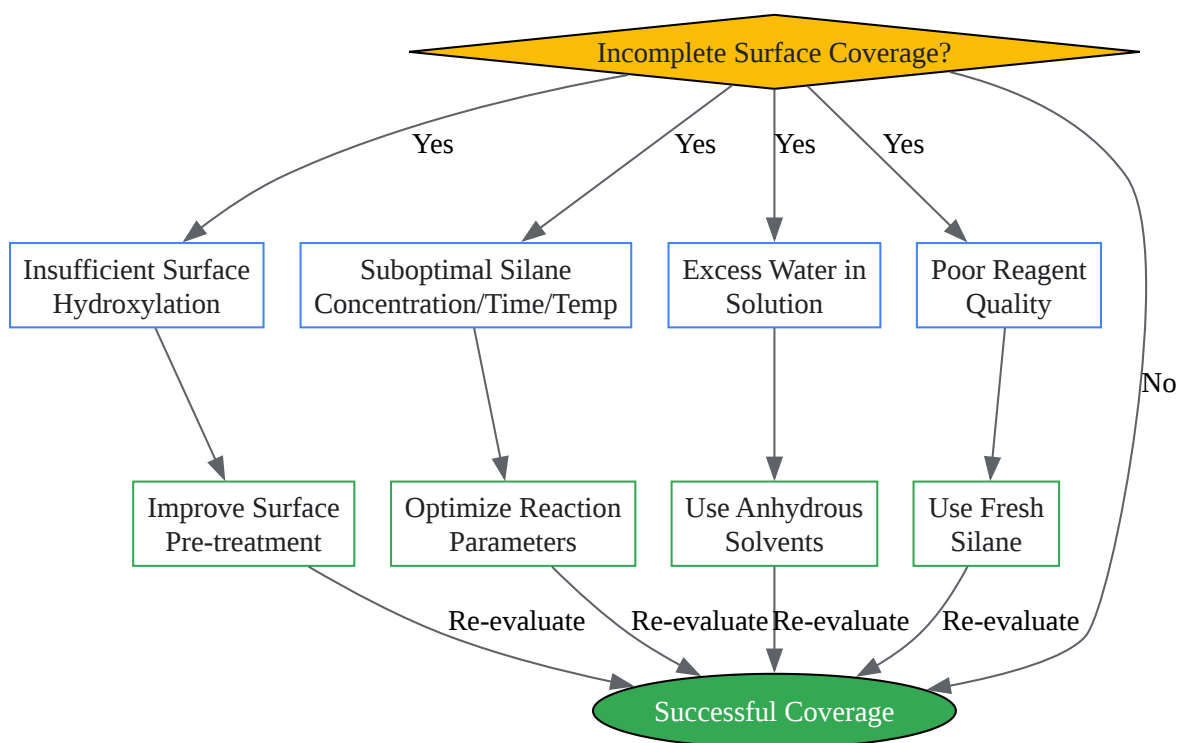 Incomplete Surface Coverage?
Yes
Yes
Yes
Yes
Insufficient Surface
Hydroxylation
Suboptimal Silane
Concentration/Time/Temp
Excess Water in
Solution
Poor Reagent
Quality
No
Improve Surface
Pre-treatment
Optimize Reaction
Parameters
Use Anhydrous
Solvents
Use Fresh
Silane
Re-evaluate
Re-evaluate
Re-evaluate
Re-evaluate
Successful Coverage